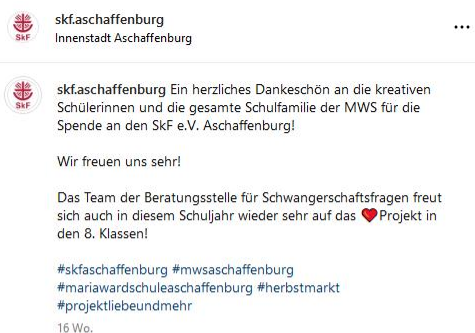 skf.aschaffenburg
Innenstadt Aschaffenburg
SkF
skf.aschaffenburg Ein herzliches Dankeschön an die kreativen
Schülerinnen und die gesamte Schulfamilie der MWS für die
Spende an den SkF e.V. Aschaffenburg!
SkF
Wir freuen uns sehr!
Das Team der Beratungsstelle für Schwangerschaftsfragen freut
sich auch in diesem Schuljahr wieder sehr auf das ❤Projekt in
den 8. Klassen!
#skfaschaffenburg #mwsaschaffenburg
#mariawardschuleaschaffenburg #herbstmarkt
#projektliebeundmehr
16 Wo.